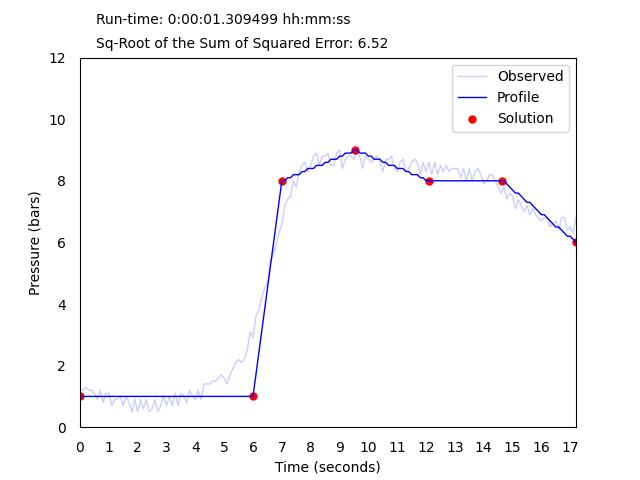 Run-time: 0:00:01.309499 hh:mm:ss
Sq-Root of the Sum of Squared Error: 6.52
Observed
Profile
Solution
12
10
8
6
4
2
0
Pressure (bars)
0 1 2 3 4 5 6 7 8 9 10 11 12 13 14 15 16 17
Time (seconds)